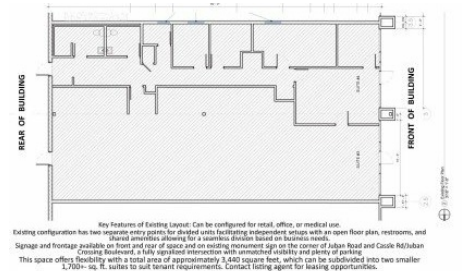 REAR OF BUILDING
FRONT OF BUILDING
Key Features of Existing Layout: Can be configured for retail, office, or medical use.
Existing configuration has two separate entry points for divided units facilitating independent setups with an open floor plan, restrooms, and
shared amenities allowing for a seamless division based on business needs.
Signage and frontage available on front and rear of space and on existing monument sign on the corner of Juban Road and Cassle Rd/Juban
Crossing Boulevard, a fully signalized intersection with unmatched visibility and plenty of parking
This space offers flexibility with a total area of approximately 3,440 square feet, which can be subdivided into two smaller
1,700+- sq. ft. suites to suit tenant requirements. Contact listing agent for leasing opportunities.